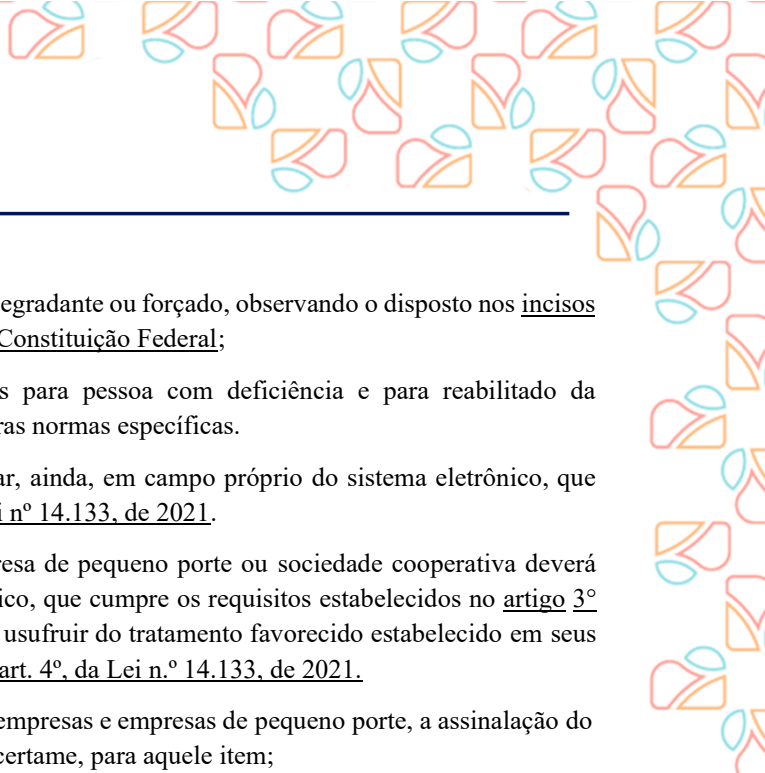 egradante ou forçado, observando o disposto nos incisos
Constituição Federal;
s para pessoa com deficiência e para reabilitado da
ras normas específicas.
ar, ainda, em campo próprio do sistema eletrônico, que
i nº 14.133, de 2021.
resa de pequeno porte ou sociedade cooperativa deverá
ico, que cumpre os requisitos estabelecidos no artigo 3°
usufruir do tratamento favorecido estabelecido em seus
art. 4º, da Lei n.º 14.133, de 2021.
empresas e empresas de pequeno porte, a assinalação do
certame, para aquele item;